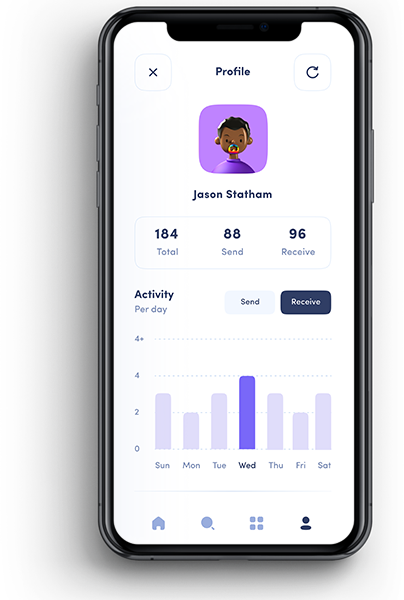 Profile
Jason Statham
184 88 96
Total Send Receive
Activity
Per day
Send Receive
4+
4
2
0
Sun Mon Tue Wed Thu Fri Sat